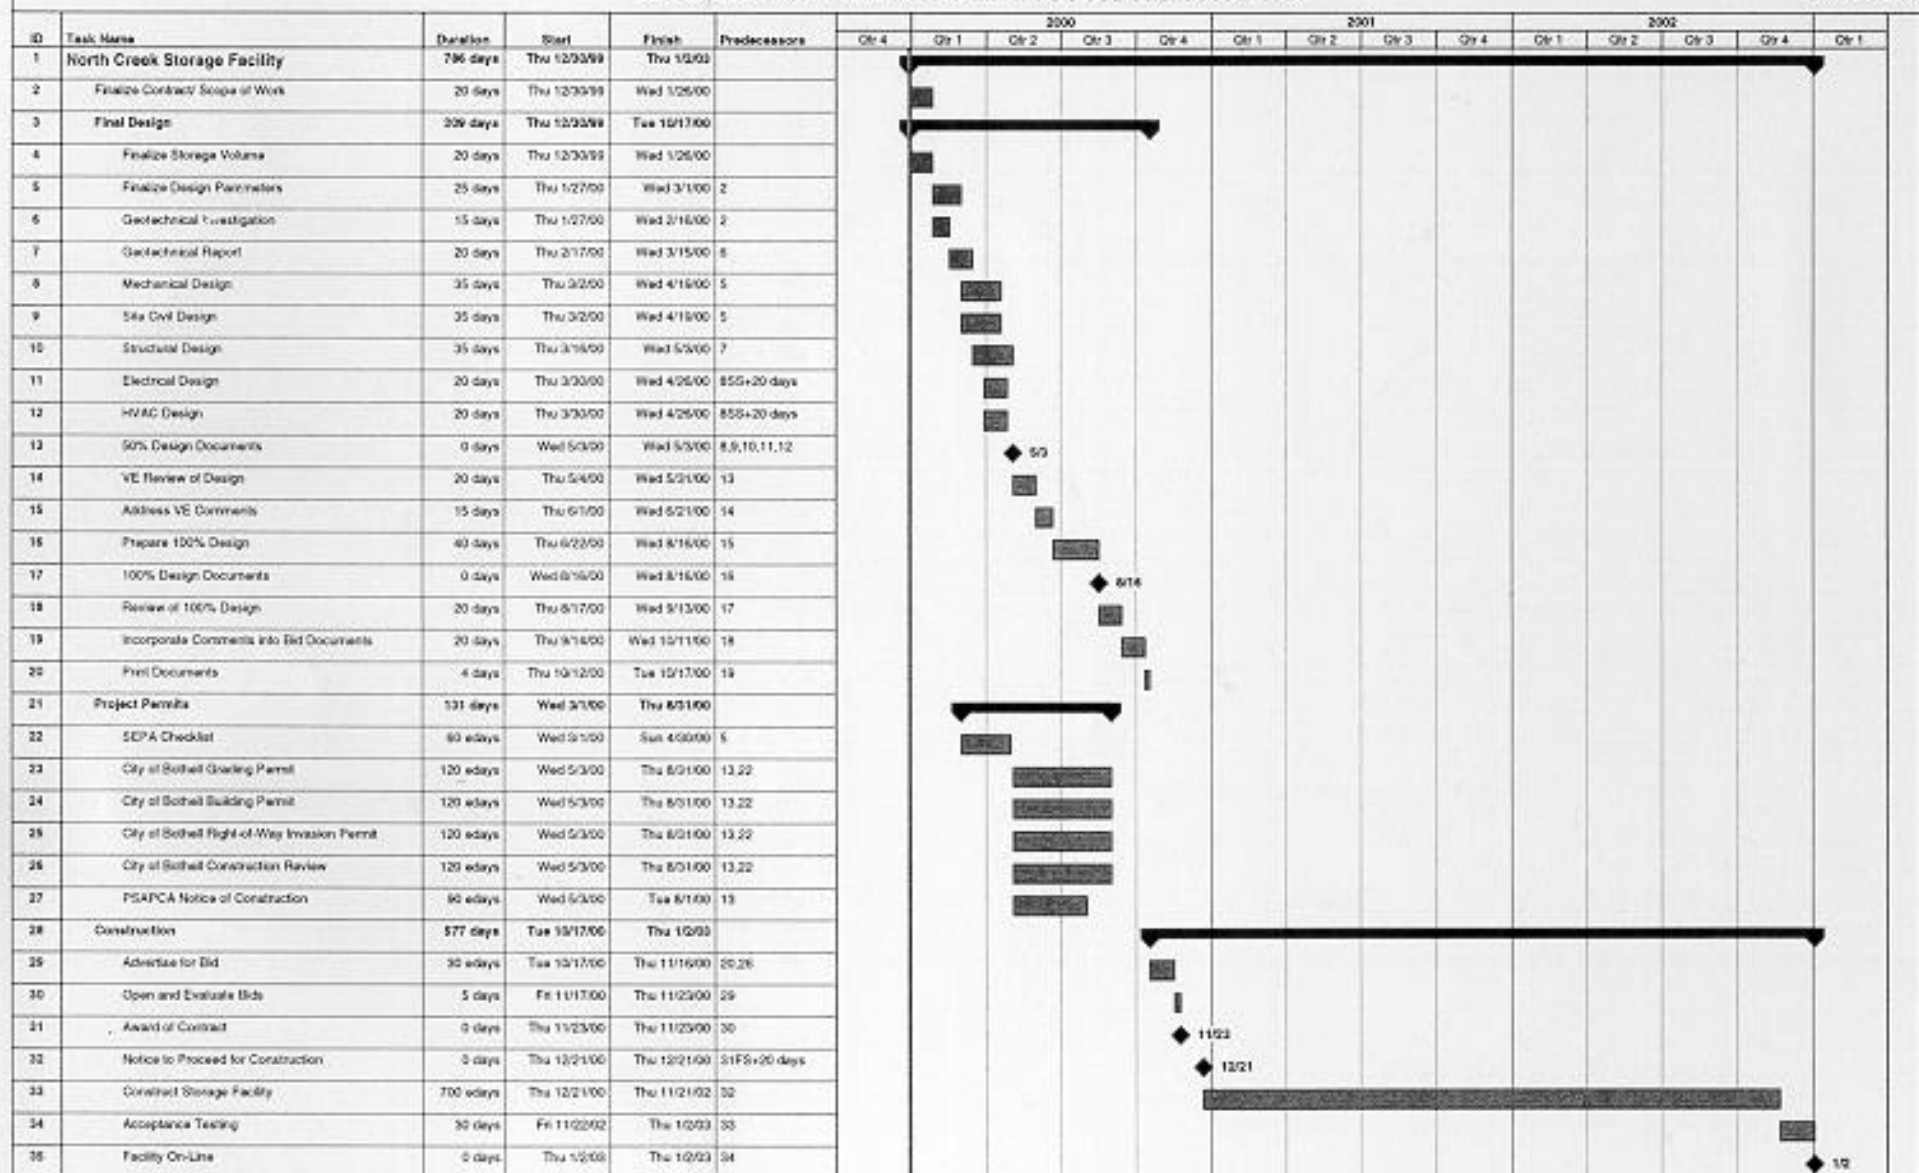 2000 2001 2002
ID Task Name Duration Start Finish Predecessors Qtr 4 Qtr 1 Qtr 2 Qtr 3 Qtr 4 Qtr 1 Qtr 2 Qtr 3 Qtr 4 Qtr 1 Qtr 2 Qtr 3 Qtr 4 Qtr 1
1 North Creek Storage Facility 786 days Thu 12/30/99 Thu 1/2/03
2 Finalize Contract/ Scope of Work 20 days Thu 12/30/99 Wed 1/26/00
3 Final Design 209 days Thu 12/30/99 Tue 10/17/00
4 Finalize Storage Volume 20 days Thu 12/30/99 Wed 1/26/00
5 Finalize Design Parameters 25 days Thu 1/27/00 Wed 3/1/00 2
6 Geotechnical Investigation 15 days Thu 1/27/00 Wed 2/16/00 2
7 Geotechnical Report 20 days Thu 2/17/00 Wed 3/15/00 6
8 Mechanical Design 35 days Thu 3/2/00 Wed 4/19/00 5
9 Site Civil Design 35 days Thu 3/2/00 Wed 4/19/00 5
10 Structural Design 35 days Thu 3/16/00 Wed 5/3/00 7
11 Electrical Design 20 days Thu 3/30/00 Wed 4/26/00 8SS+20 days
12 HVAC Design 20 days Thu 3/30/00 Wed 4/26/00 8SS+20 days
13 50% Design Documents 0 days Wed 5/3/00 Wed 5/3/00 8,9,10,11,12 5/3
14 VE Review of Design 20 days Thu 5/4/00 Wed 5/31/00 13
15 Address VE Comments 15 days Thu 6/1/00 Wed 6/21/00 14
16 Prepare 100% Design 40 days Thu 6/22/00 Wed 8/16/00 15
17 100% Design Documents 0 days Wed 8/16/00 Wed 8/16/00 16 8/16
18 Review of 100% Design 20 days Thu 8/17/00 Wed 9/13/00 17
19 Incorporate Comments into Bid Documents 20 days Thu 9/14/00 Wed 10/11/00 18
20 Print Documents 4 days Thu 10/12/00 Tue 10/17/00 19
21 Project Permits 131 days Wed 3/1/00 Thu 8/31/00
22 SEPA Checklist 60 edays Wed 3/1/00 Sun 4/30/00 5
23 City of Bothell Grading Permit 120 edays Wed 5/3/00 Thu 8/31/00 13,22
24 City of Bothell Building Permit 120 edays Wed 5/3/00 Thu 8/31/00 13,22
25 City of Bothell Right-of-Way Invasion Permit 120 edays Wed 5/3/00 Thu 8/31/00 13,22
26 City of Bothell Construction Review 120 edays Wed 5/3/00 Thu 8/31/00 13,22
27 PSAPCA Notice of Construction 90 edays Wed 5/3/00 Tue 8/1/00 13
28 Construction 577 days Tue 10/17/00 Thu 1/2/03
29 Advertise for Bid 30 edays Tue 10/17/00 Thu 11/16/00 20,26
30 Open and Evaluate Bids 5 days Fri 11/17/00 Thu 11/23/00 29
31 Award of Contract 0 days Thu 11/23/00 Thu 11/23/00 30 11/23
32 Notice to Proceed for Construction 0 days Thu 12/21/00 Thu 12/21/00 31FS+20 days 12/21
33 Construct Storage Facility 700 edays Thu 12/21/00 Thu 11/21/02 32
34 Acceptance Testing 30 days Fri 11/22/02 Thu 1/2/03 33
35 Facility On-Line 0 days Thu 1/2/03 Thu 1/2/03 34 1/2